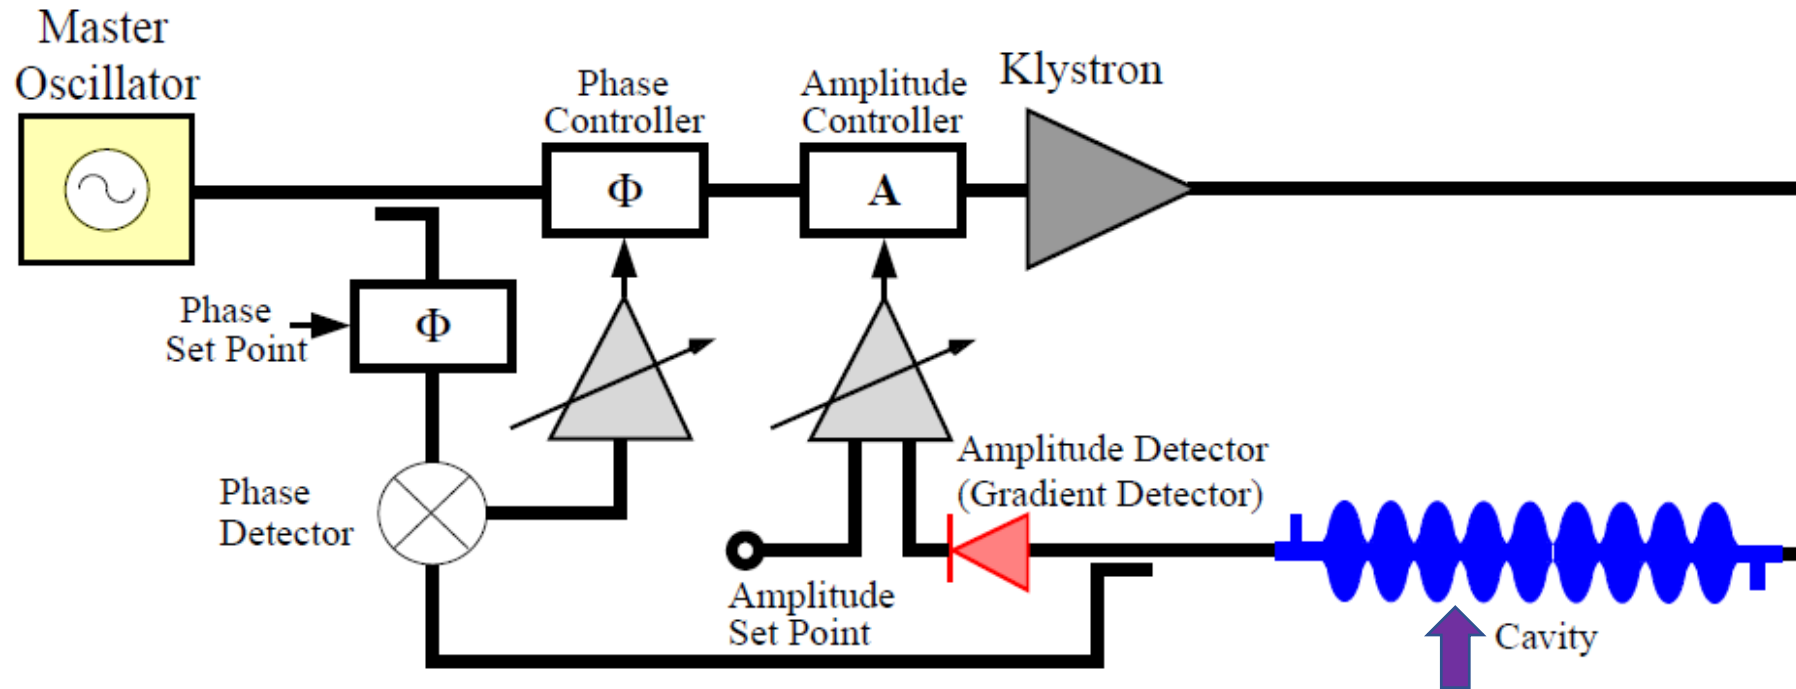 Master
Oscillator
Phase
Controller
Amplitude
Controller
Klystron
Φ
A
Phase
Set Point
Φ
Phase
Detector
Amplitude Detector
(Gradient Detector)
Amplitude
Set Point
Cavity